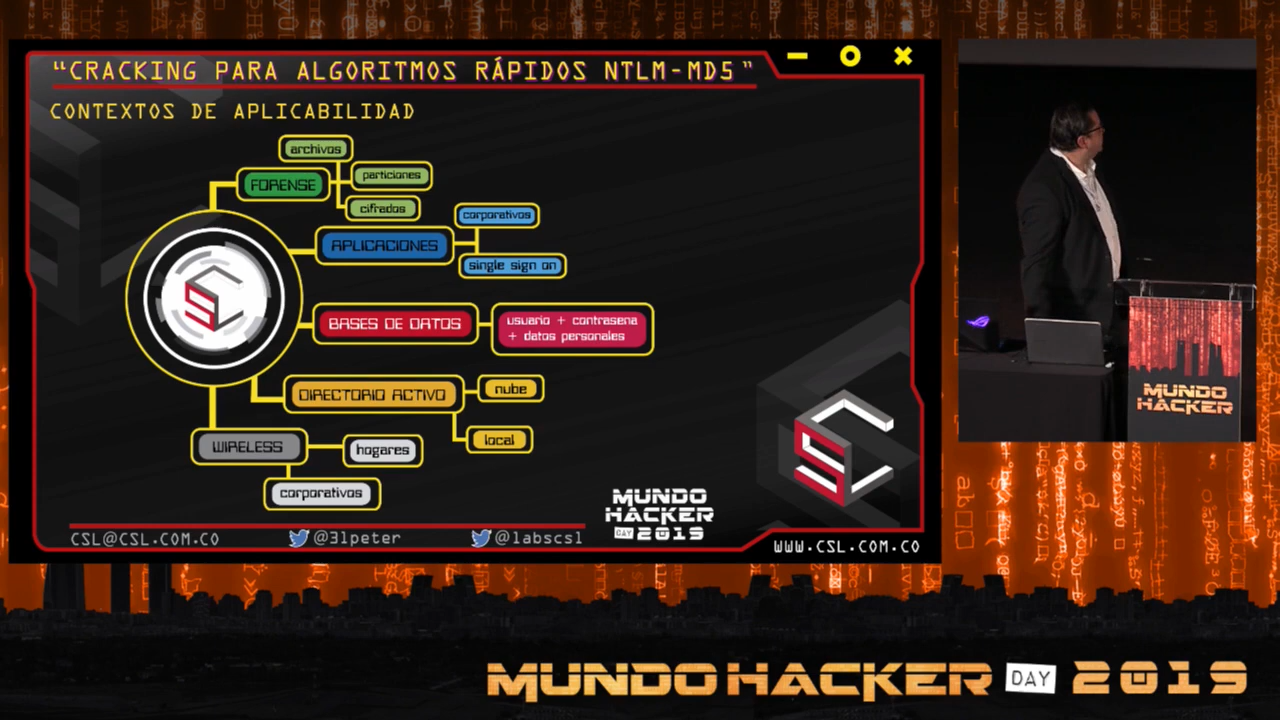 “CRACKING PARA ALGORITMOS RÁPIDOS NTLM-MD5”
CONTEXTOS DE APLICABILIDAD
archivos
FORENSE
particiones
cifrados
APLICACIONES
corporativos
single sign on
BASES DE DATOS
usuario + contrasena
+ datos personales
DIRECTORIO ACTIVO
nube
local
WIRELESS
hogares
corporativos
MUNDO
HACKER
DAY 2019
CSL@CSL.COM.CO
@31peter
@labscsl
WWW.CSL.COM.CO
MUNDO
HACKER
MUNDO HACKER DAY 2019